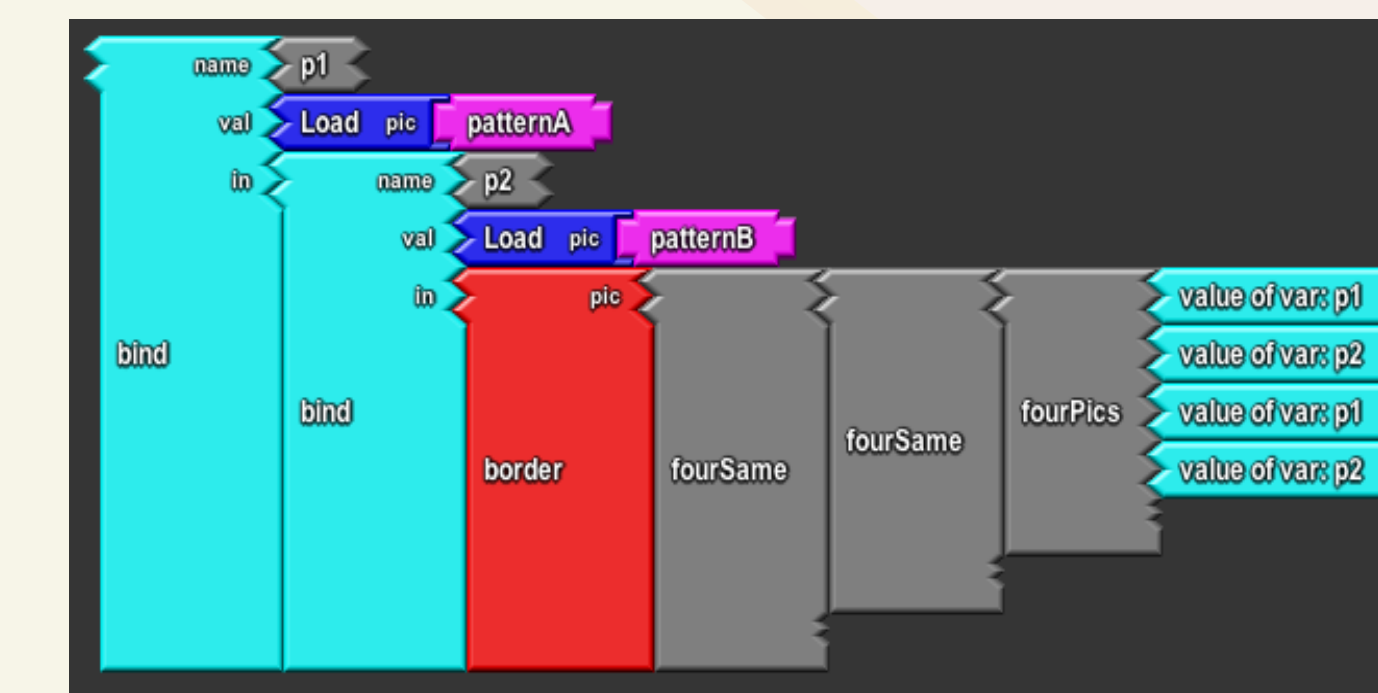 name p1
val Load pic patternA
in name p2
val Load pic patternB
in pic value of var: p1
bind value of var: p2
bind fourPics value of var: p1
fourSame
border fourSame value of var: p2